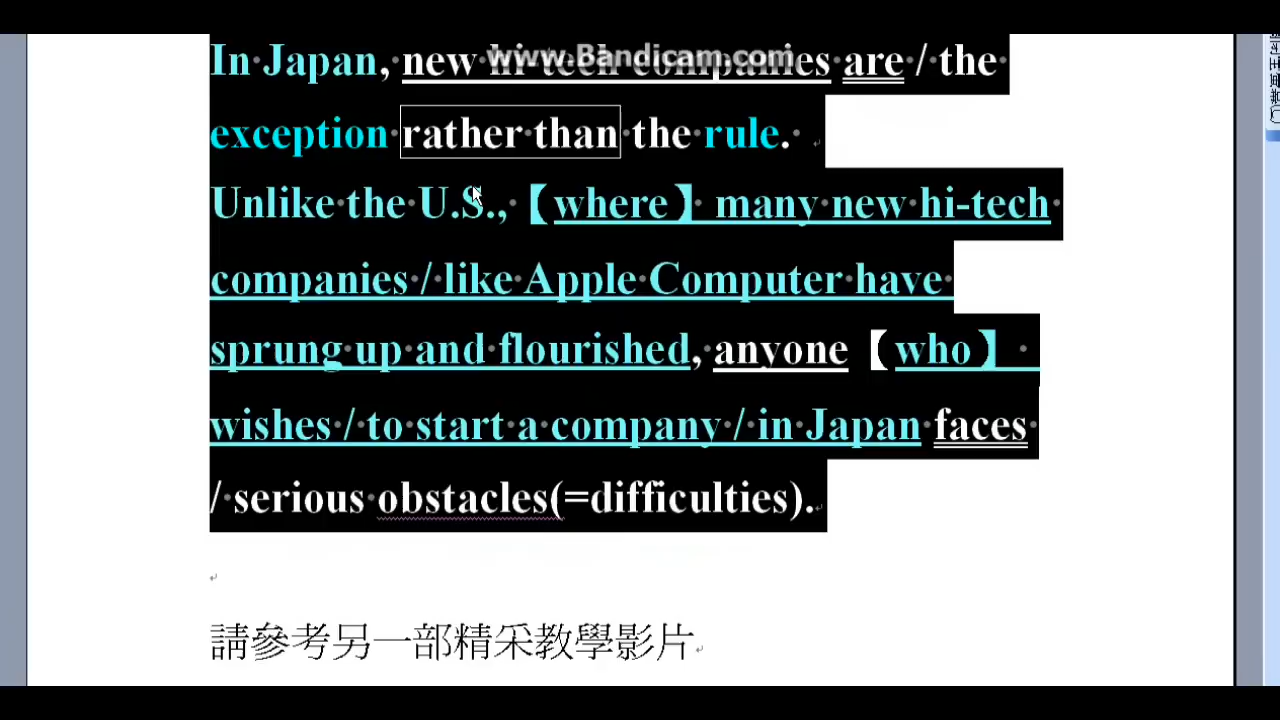 www.Bandicam.com
In Japan, new hi-tech companies are / the
exception rather than the rule.
Unlike the U.S., 【where】 many new hi-tech
companies / like Apple Computer have
sprung up and flourished, anyone【who】
wishes / to start a company / in Japan faces
/ serious obstacles(=difficulties).
請參考另一部精采教學影片